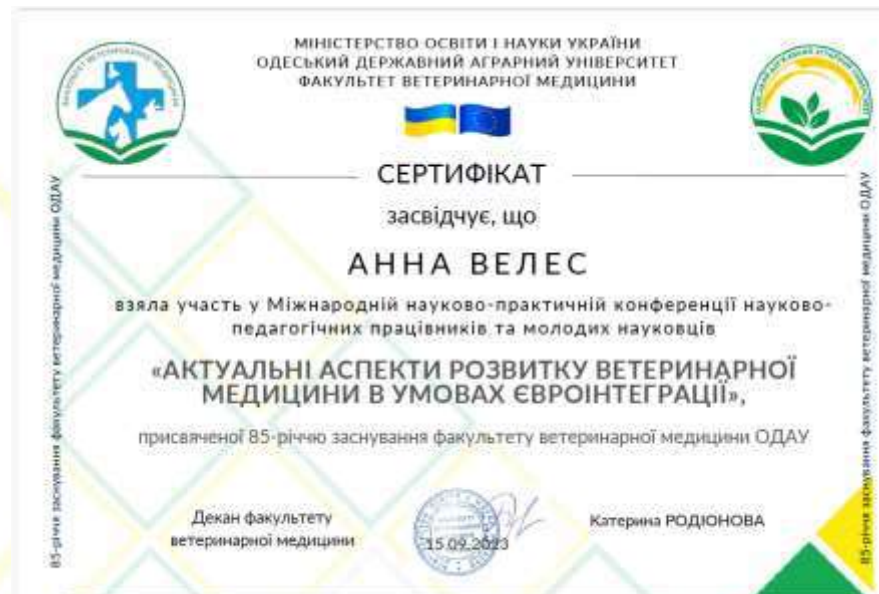 МІНІСТЕРСТВО ОСВІТИ І НАУКИ УКРАЇНИ
ОДЕСЬКИЙ ДЕРЖАВНИЙ АГРАРНИЙ УНІВЕРСИТЕТ
ФАКУЛЬТЕТ ВЕТЕРИНАРНОЇ МЕДИЦИНИ
СЕРТИФІКАТ
засвідчує, що
АННА ВЕЛЕС
взяла участь у Міжнародній науково-практичній конференції науково-
педагогічних працівників та молодих науковців
«АКТУАЛЬНІ АСПЕКТИ РОЗВИТКУ ВЕТЕРИНАРНОЇ
МЕДИЦИНИ В УМОВАХ ЄВРОІНТЕГРАЦІЇ»,
присвяченої 85-річчю заснування факультету ветеринарної медицини ОДАУ
Декан факультету
ветеринарної медицини
15.09.2023
Катерина РОДІОНОВА
85-річчя заснування факультету ветеринарної медицини ОДАУ
85-річчя заснування факультету ветеринарної медицини ОДАУ